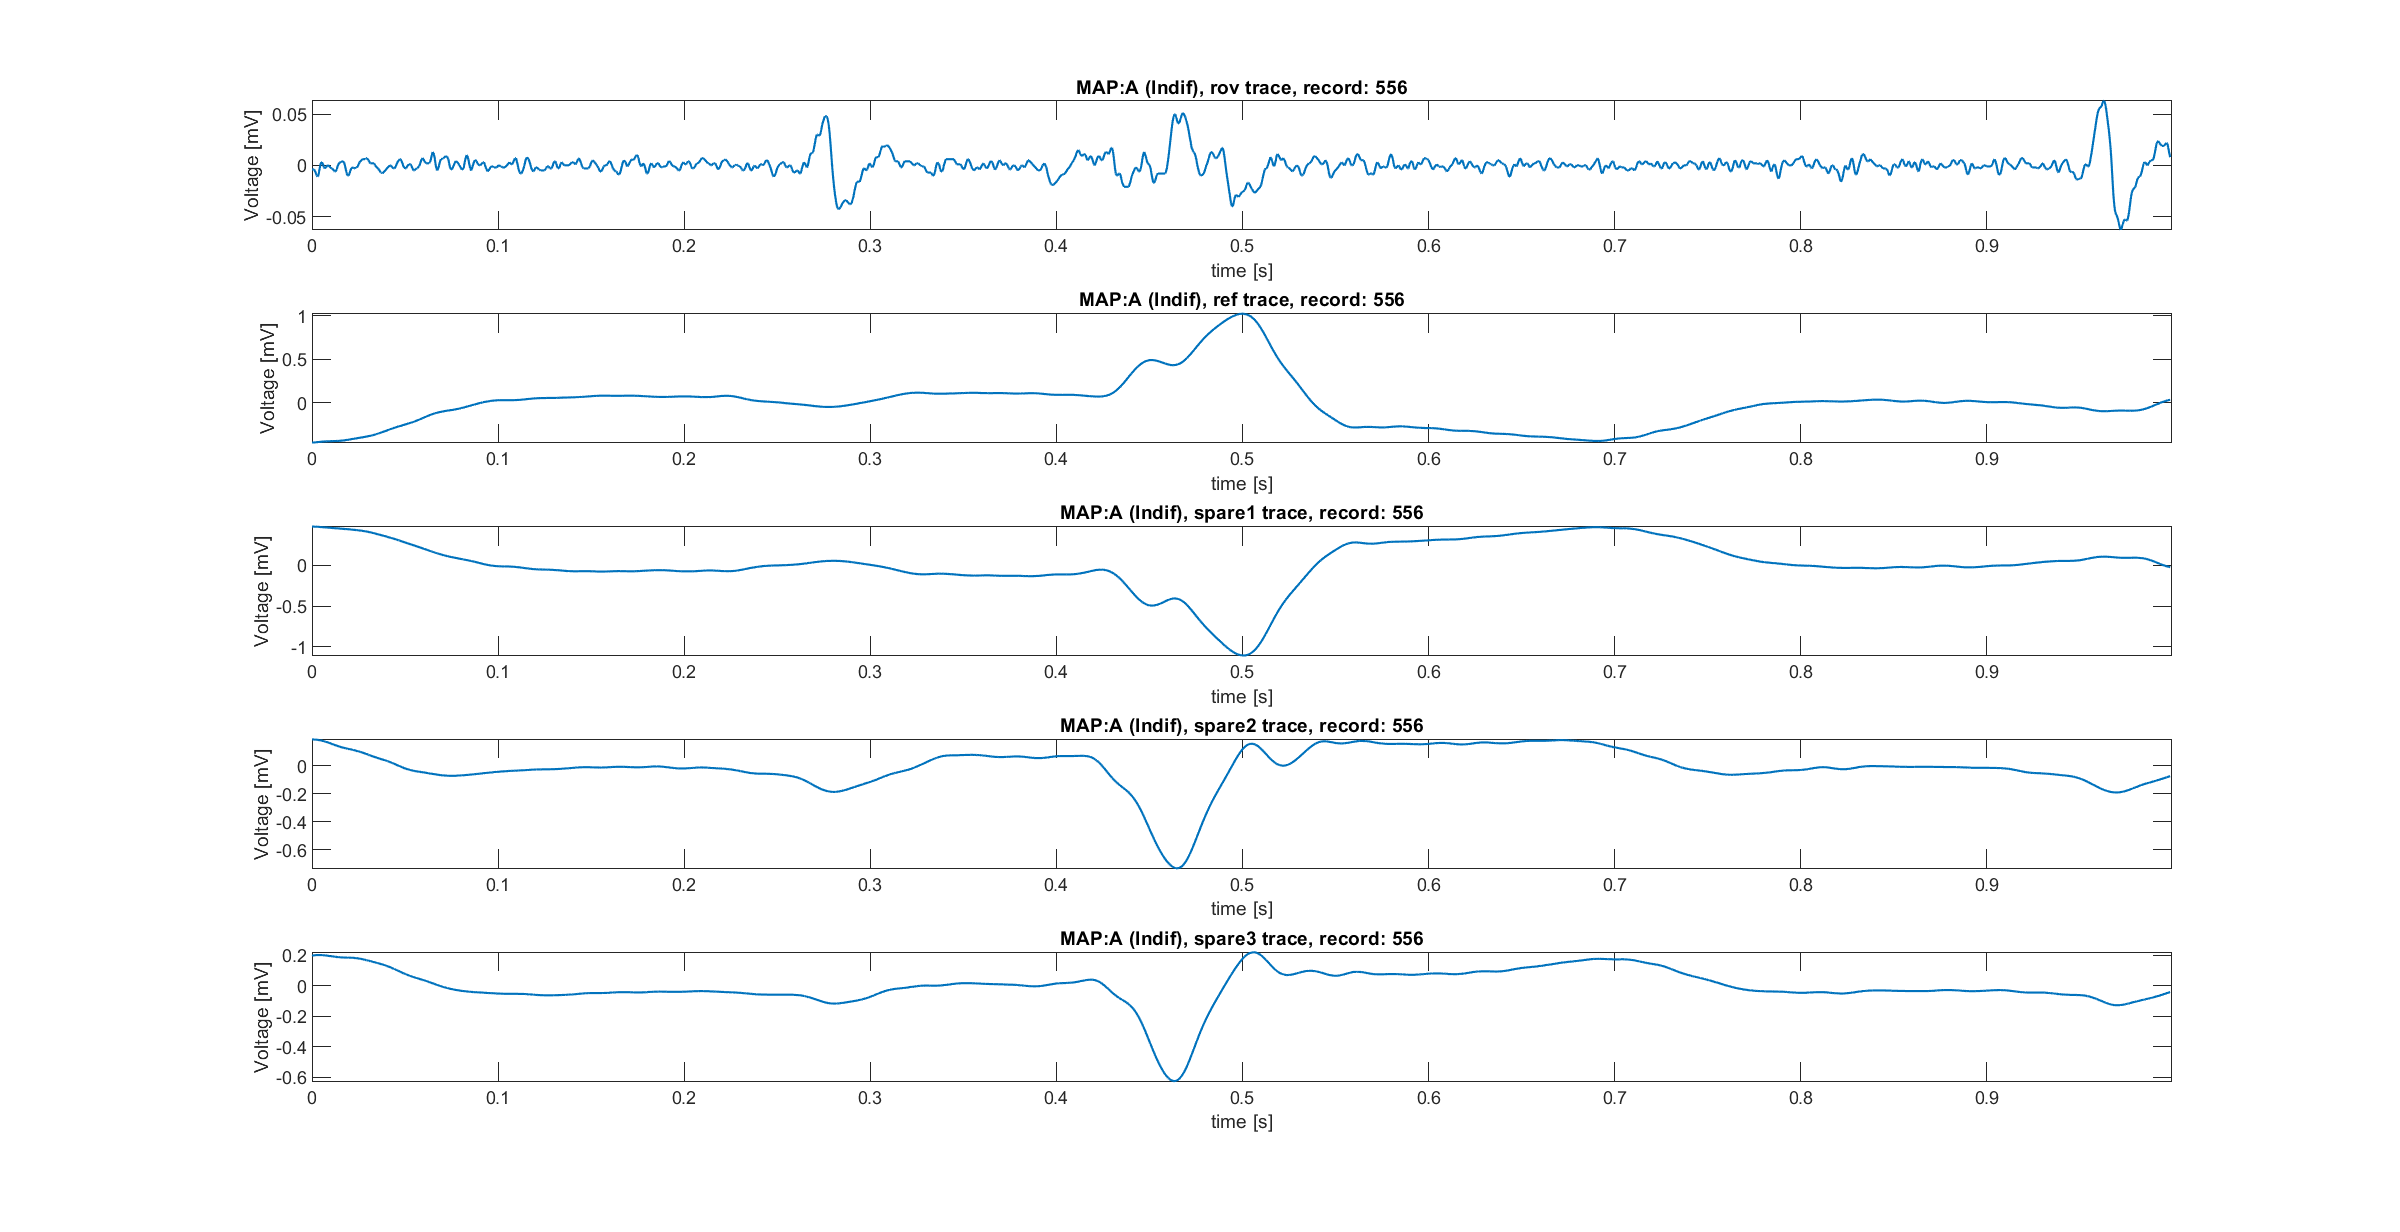 MAP:A (Indif), rov trace, record: 556
Voltage [mV]
0.05
0
-0.05
0 0.1 0.2 0.3 0.4 0.5 0.6 0.7 0.8 0.9
time [s]
MAP:A (Indif), ref trace, record: 556
Voltage [mV]
1
0.5
0
0 0.1 0.2 0.3 0.4 0.5 0.6 0.7 0.8 0.9
time [s]
MAP:A (Indif), spare1 trace, record: 556
Voltage [mV]
0
-0.5
-1
0 0.1 0.2 0.3 0.4 0.5 0.6 0.7 0.8 0.9
time [s]
MAP:A (Indif), spare2 trace, record: 556
Voltage [mV]
0
-0.2
-0.4
-0.6
0 0.1 0.2 0.3 0.4 0.5 0.6 0.7 0.8 0.9
time [s]
MAP:A (Indif), spare3 trace, record: 556
Voltage [mV]
0.2
0
-0.2
-0.4
-0.6
0 0.1 0.2 0.3 0.4 0.5 0.6 0.7 0.8 0.9
time [s]